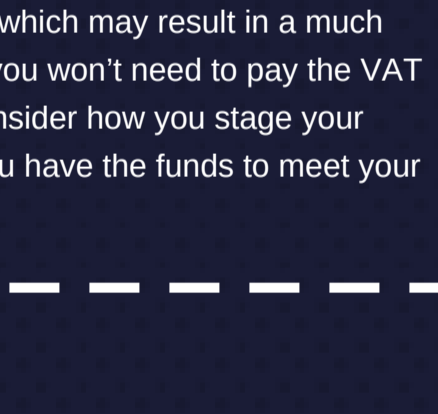 which may result in a much
you won’t need to pay the VAT
nsider how you stage your
u have the funds to meet your